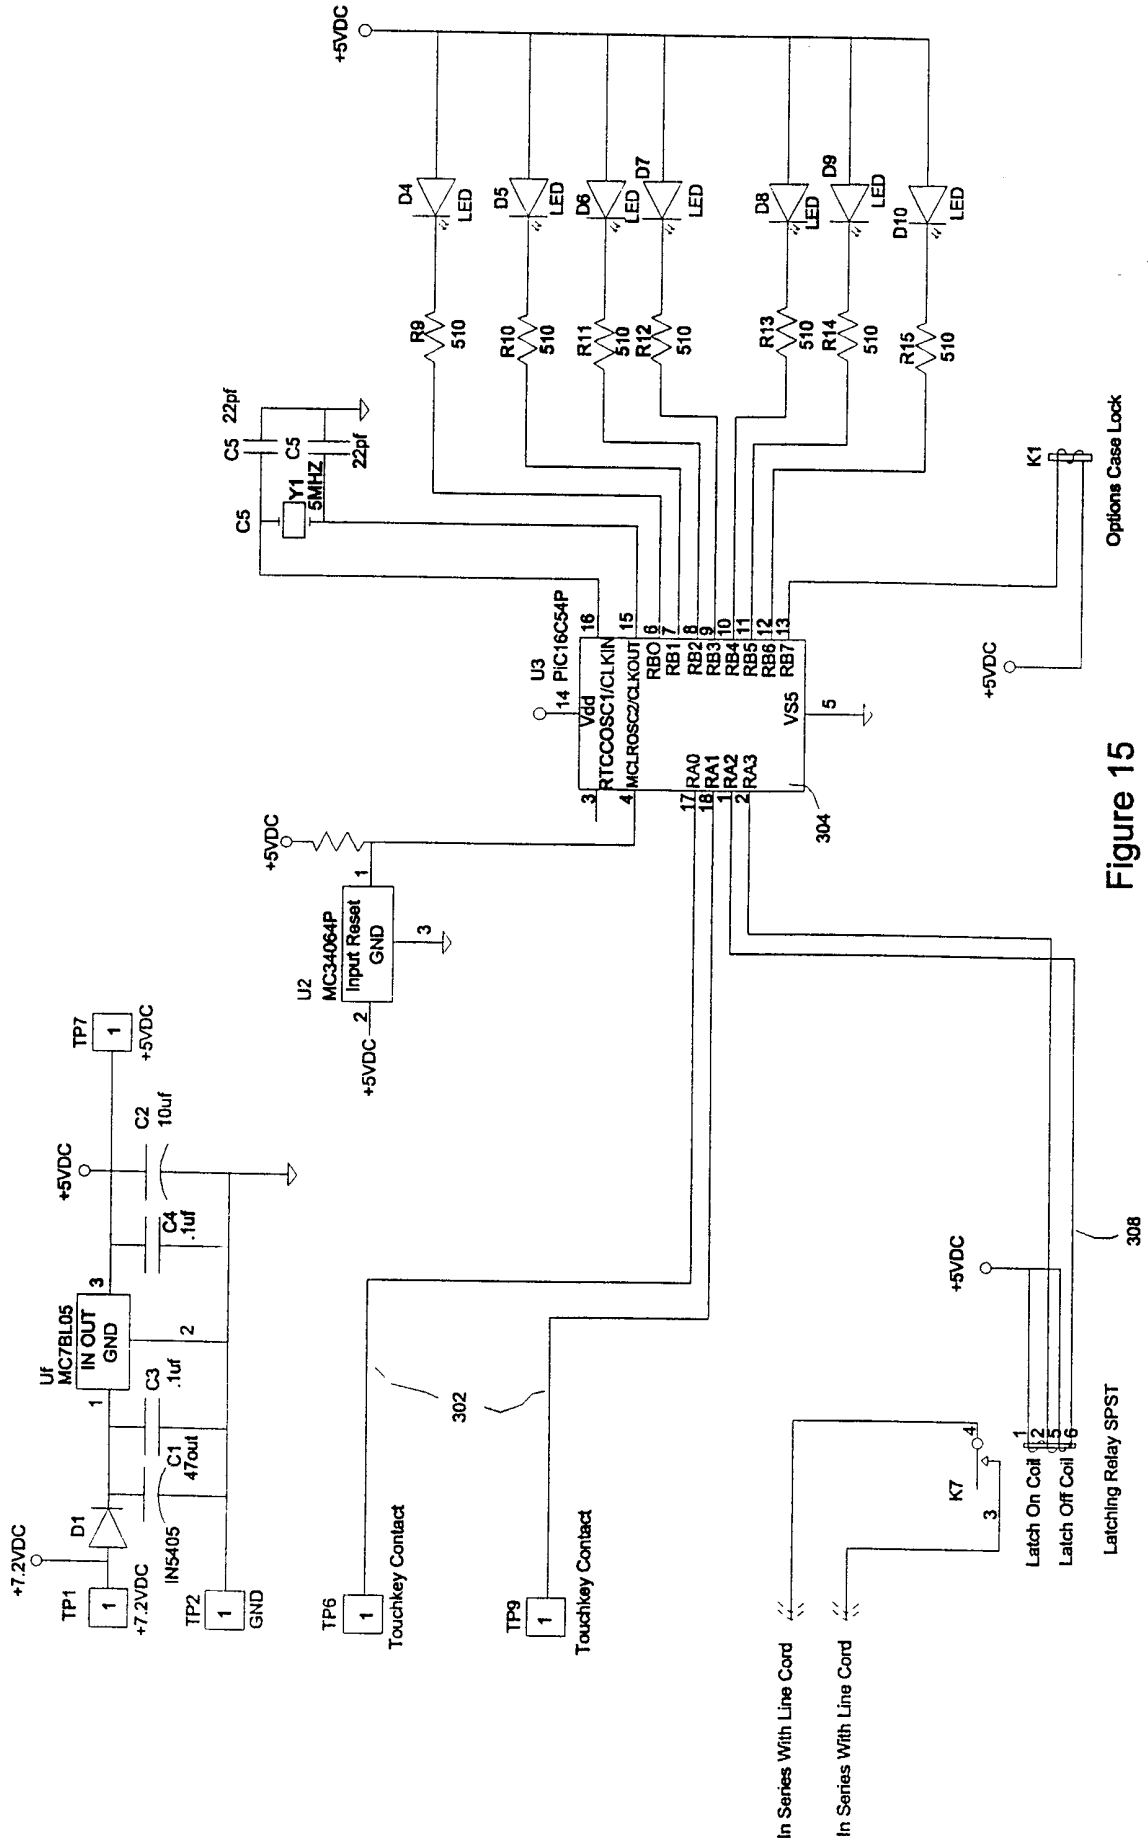 +7.2VDC
TP1
1
+7.2VDC
D1
IN5405
C1
47out
C3
.1uf
Uf
MC7BL05
IN OUT
GND
1
2
3
C4
.1uf
+5VDC
C2
10uf
TP7
1
+5VDC
TP2
1
GND
U2
MC34064P
Input Reset
GND
2
+5VDC
3
1
+5VDC
TP6
1
Touchkey Contact
TP9
1
Touchkey Contact
302
U3
PiC16C54P
14
Vdd
3
RTCCOSC1/CLKIN
16
4
MCLROSC2/CLKOUT
15
17
RA0
18
RA1
1
RA2
2
RA3
RBO
6
RB1
7
RB2
8
RB3
9
RB4
10
RB5
11
RB6
12
RB7
13
VS5
5
304
C5
Y1
5MHZ
C5
22pf
C5
22pf
+5VDC
R9
510
D4
LED
R10
510
D5
LED
R11
510
D6
LED
R12
510
D7
LED
R13
510
D8
LED
R14
510
D9
LED
R15
510
D10
LED
+5VDC
K1
Options Case Lock
In Series With Line Cord
In Series With Line Cord
K7
4
3
+5VDC
308
Latch On Coil
1
2
Latch Off Coil
5
6
Latching Relay SPST
Figure 15